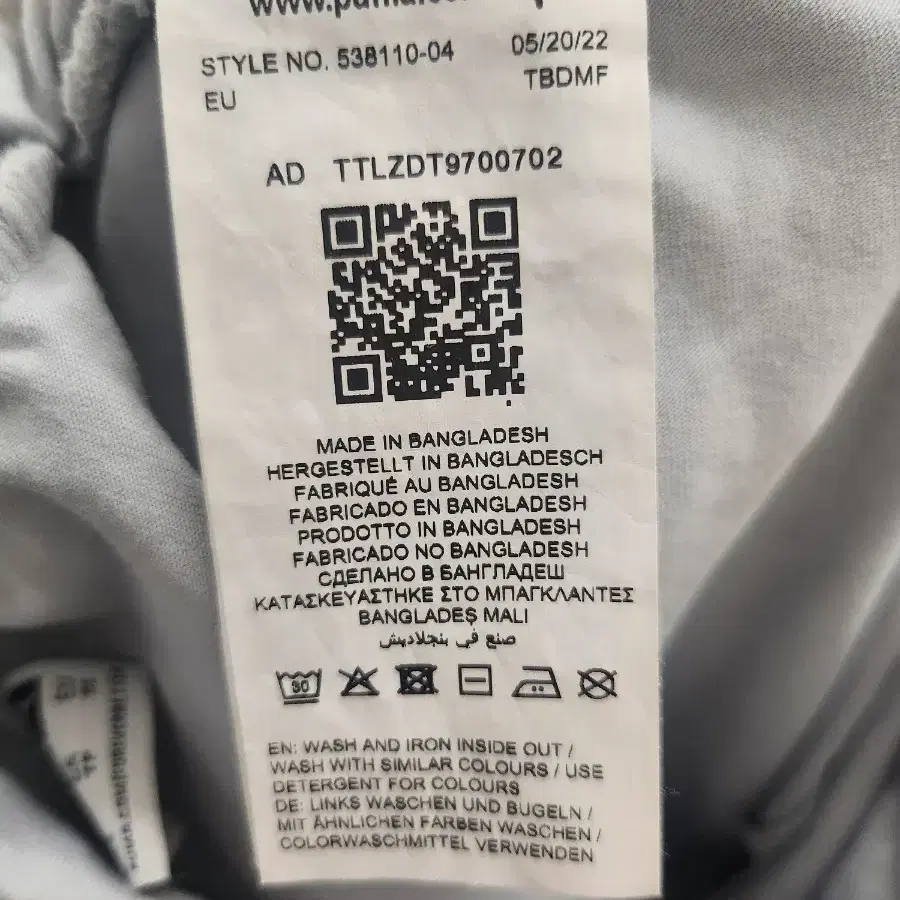 STYLE NO. 538110-04 05/20/22
EU TBDMF
AD TTLZDT9700702
MADE IN BANGLADESH
HERGESTELLT IN BANGLADESCH
FABRIQUÉ AU BANGLADESH
FABRICADO EN BANGLADESH
PRODOTTO IN BANGLADESH
FABRICADO NO BANGLADESH
СДЕЛАНО В БАНГЛАДЕШ
ΚΑΤΑΣΚΕΥΑΣΤΗΚΕ ΣΤΟ ΜΠΑΓΚΛΑΝΤΕΣ
BANGLADEŞ MALI
صنع في بنجلاديش
30
EN: WASH AND IRON INSIDE OUT /
WASH WITH SIMILAR COLOURS / USE
DETERGENT FOR COLOURS
DE: LINKS WASCHEN UND BUGELN /
MIT ÄHNLICHEN FARBEN WASCHEN /
COLORWASCHMITTEL VERWENDEN